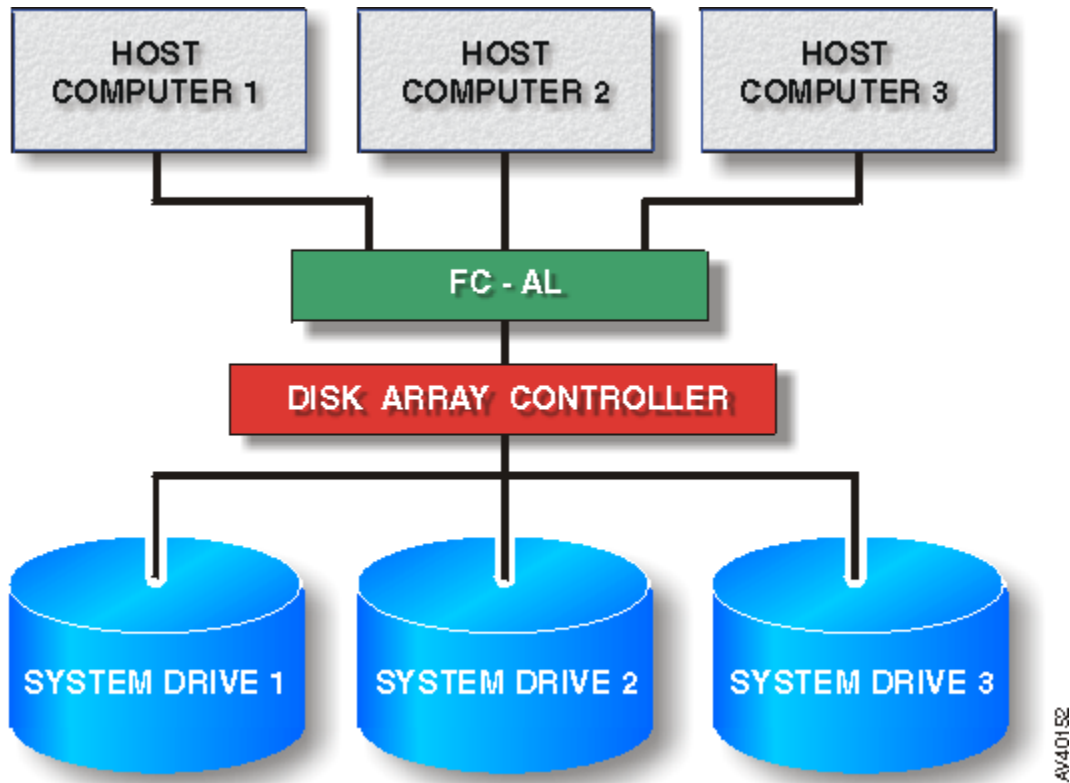 HOST
COMPUTER 1
HOST
COMPUTER 2
HOST
COMPUTER 3
FC - AL
DISK ARRAY CONTROLLER
SYSTEM DRIVE 1
SYSTEM DRIVE 2
SYSTEM DRIVE 3
AV40152